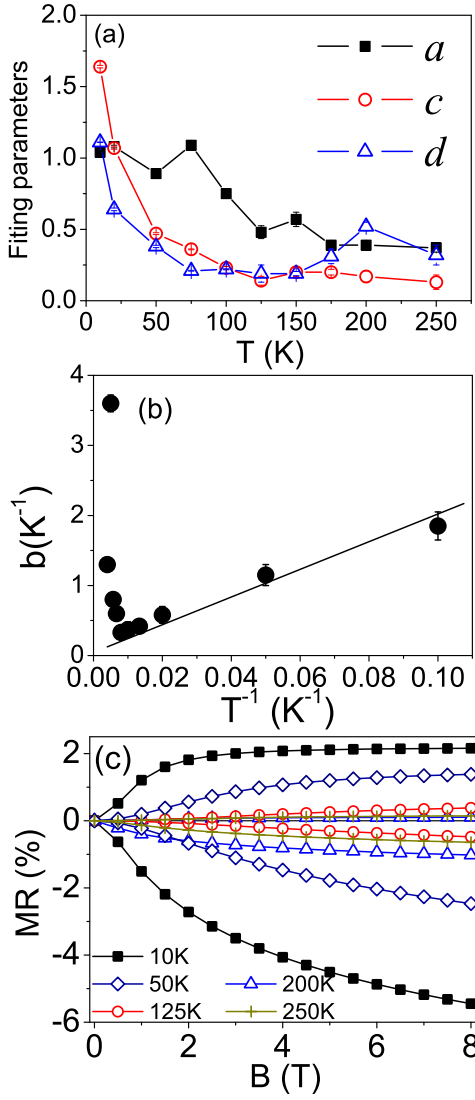 (a)
a
c
d
2.0
1.5
1.0
0.5
0.0
Fiting parameters
0 50 100 150 200 250
T (K)
(b)
4
3
2
1
0
b(K⁻¹)
0.00 0.02 0.04 0.06 0.08 0.10
T⁻¹ (K⁻¹)
(c)
2
0
-2
-4
-6
MR (%)
10K
50K 200K
125K 250K
0 2 4 6 8
B (T)